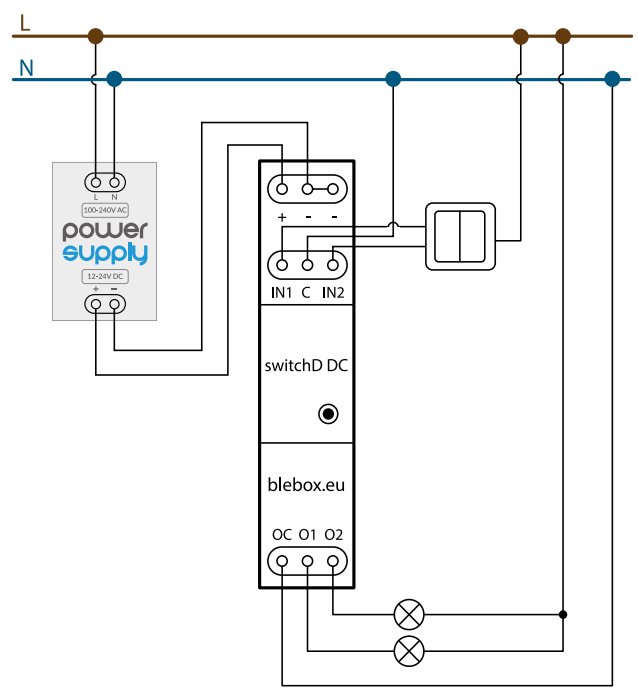 L
N
L N
100-240V AC
power
supply
12-24V DC
+ -
+ - -
IN1 C IN2
switchD DC
blebox.eu
OC O1 O2